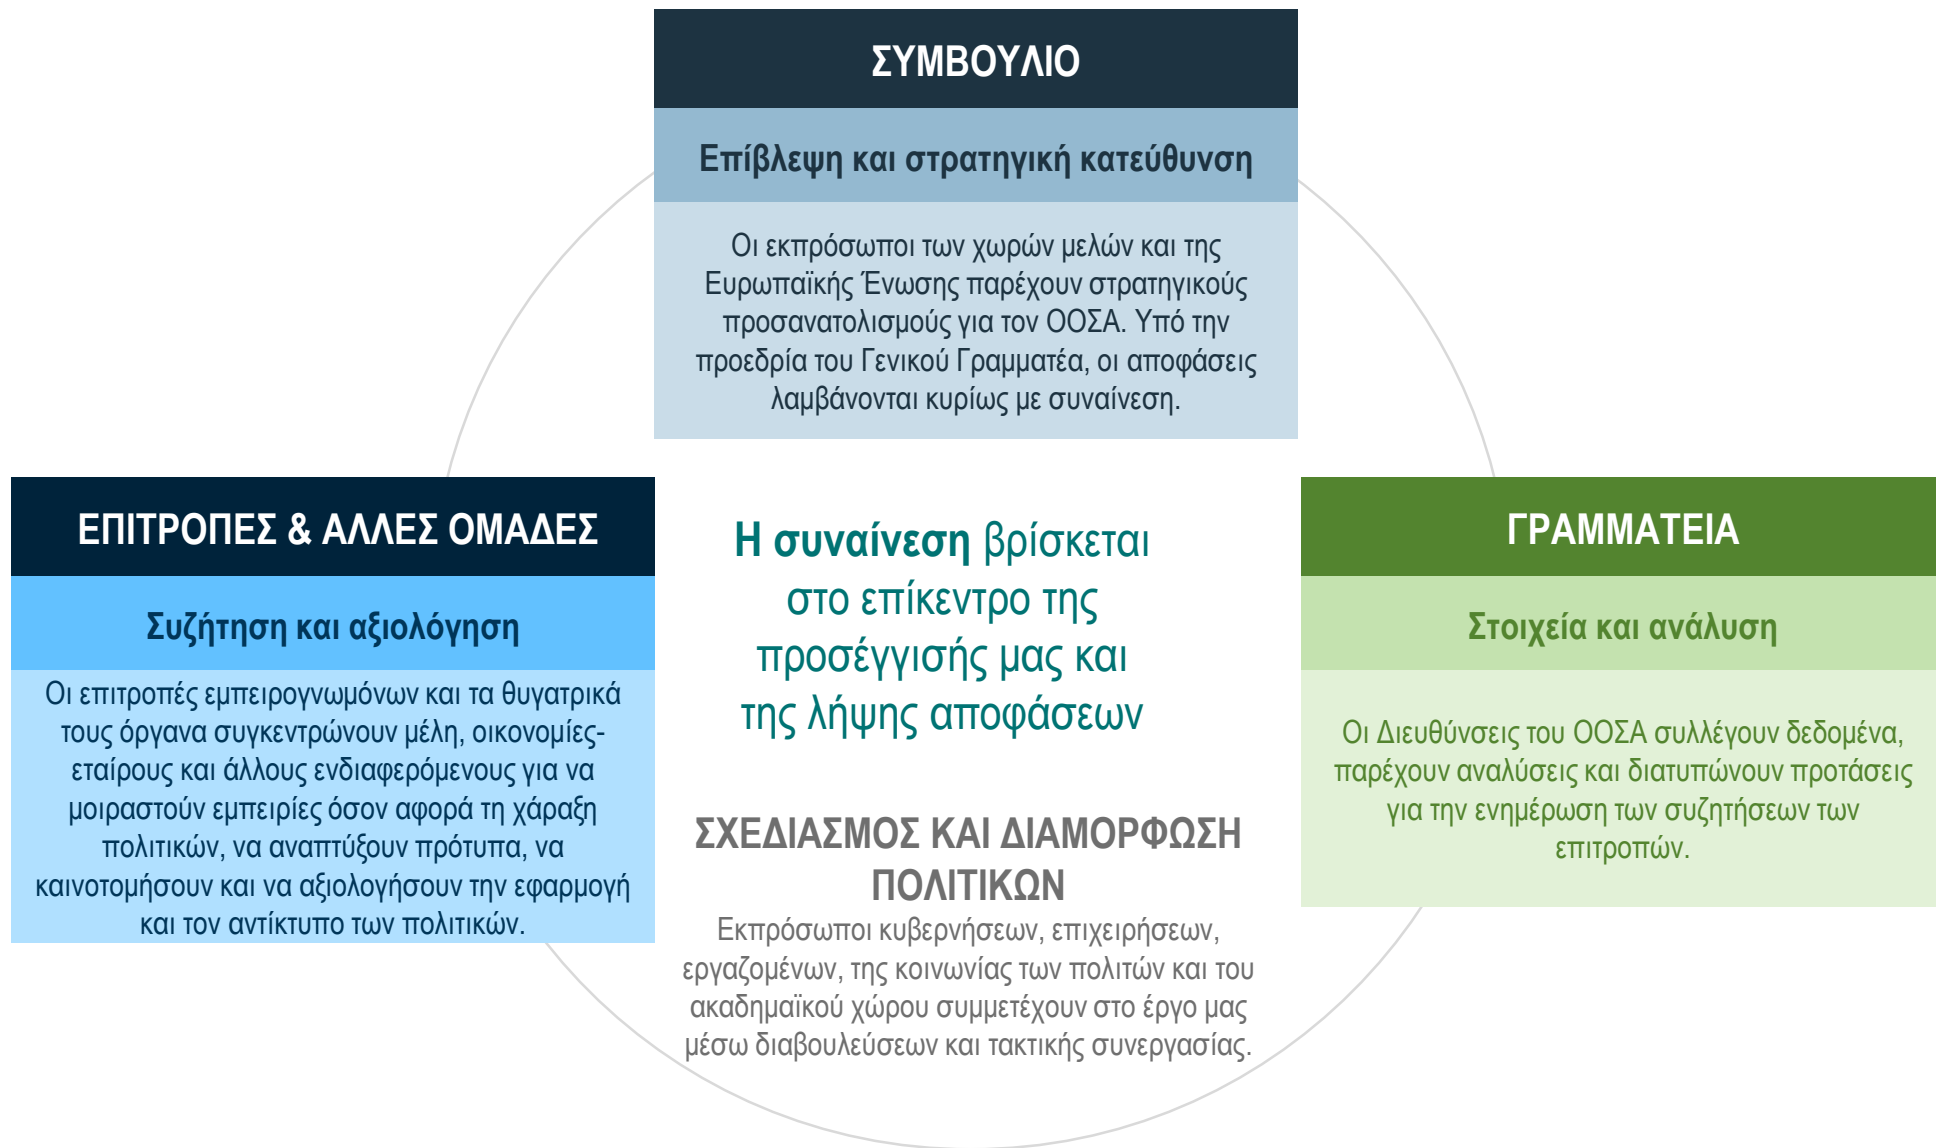 ΣΥΜΒΟΥΛΙΟ
Επίβλεψη και στρατηγική κατεύθυνση
Οι εκπρόσωποι των χωρών μελών και της
Ευρωπαϊκής Ένωσης παρέχουν στρατηγικούς
προσανατολισμούς για τον ΟΟΣΑ. Υπό την
προεδρία του Γενικού Γραμματέα, οι αποφάσεις
λαμβάνονται κυρίως με συναίνεση.
ΕΠΙΤΡΟΠΕΣ & ΑΛΛΕΣ ΟΜΑΔΕΣ
Συζήτηση και αξιολόγηση
Οι επιτροπές εμπειρογνωμόνων και τα θυγατρικά
τους όργανα συγκεντρώνουν μέλη, οικονομίες-
εταίρους και άλλους ενδιαφερόμενους για να
μοιραστούν εμπειρίες όσον αφορά τη χάραξη
πολιτικών, να αναπτύξουν πρότυπα, να
καινοτομήσουν και να αξιολογήσουν την εφαρμογή
και τον αντίκτυπο των πολιτικών.
Η συναίνεση βρίσκεται
στο επίκεντρο της
προσέγγισής μας και
της λήψης αποφάσεων
ΣΧΕΔΙΑΣΜΟΣ ΚΑΙ ΔΙΑΜΟΡΦΩΣΗ
ΠΟΛΙΤΙΚΩΝ
Εκπρόσωποι κυβερνήσεων, επιχειρήσεων,
εργαζομένων, της κοινωνίας των πολιτών και του
ακαδημαϊκού χώρου συμμετέχουν στο έργο μας
μέσω διαβουλεύσεων και τακτικής συνεργασίας.
ΓΡΑΜΜΑΤΕΙΑ
Στοιχεία και ανάλυση
Οι Διευθύνσεις του ΟΟΣΑ συλλέγουν δεδομένα,
παρέχουν αναλύσεις και διατυπώνουν προτάσεις
για την ενημέρωση των συζητήσεων των
επιτροπών.